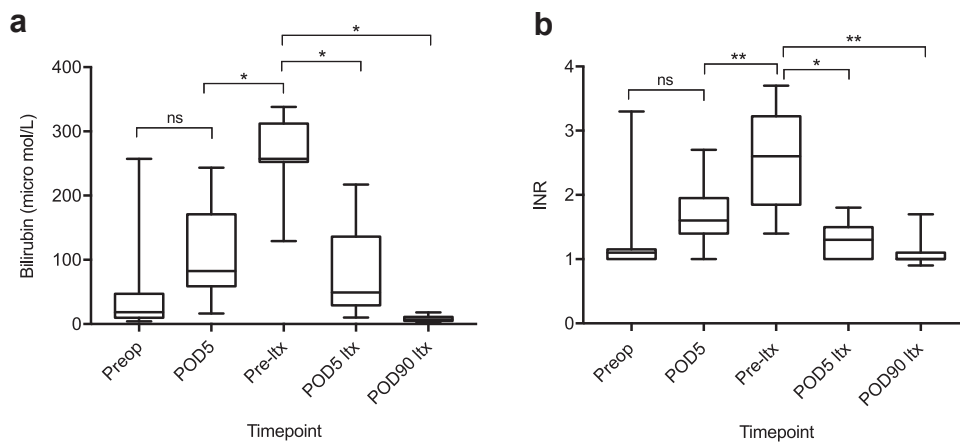 a
*
*
*
ns
400
300
200
100
0
Bilirubin (micro mol/L)
Preop
POD5
Pre-ltx
POD5 ltx
POD90 ltx
Timepoint
b
**
**
*
ns
4
3
2
1
0
INR
Preop
POD5
Pre-ltx
POD5 ltx
POD90 ltx
Timepoint